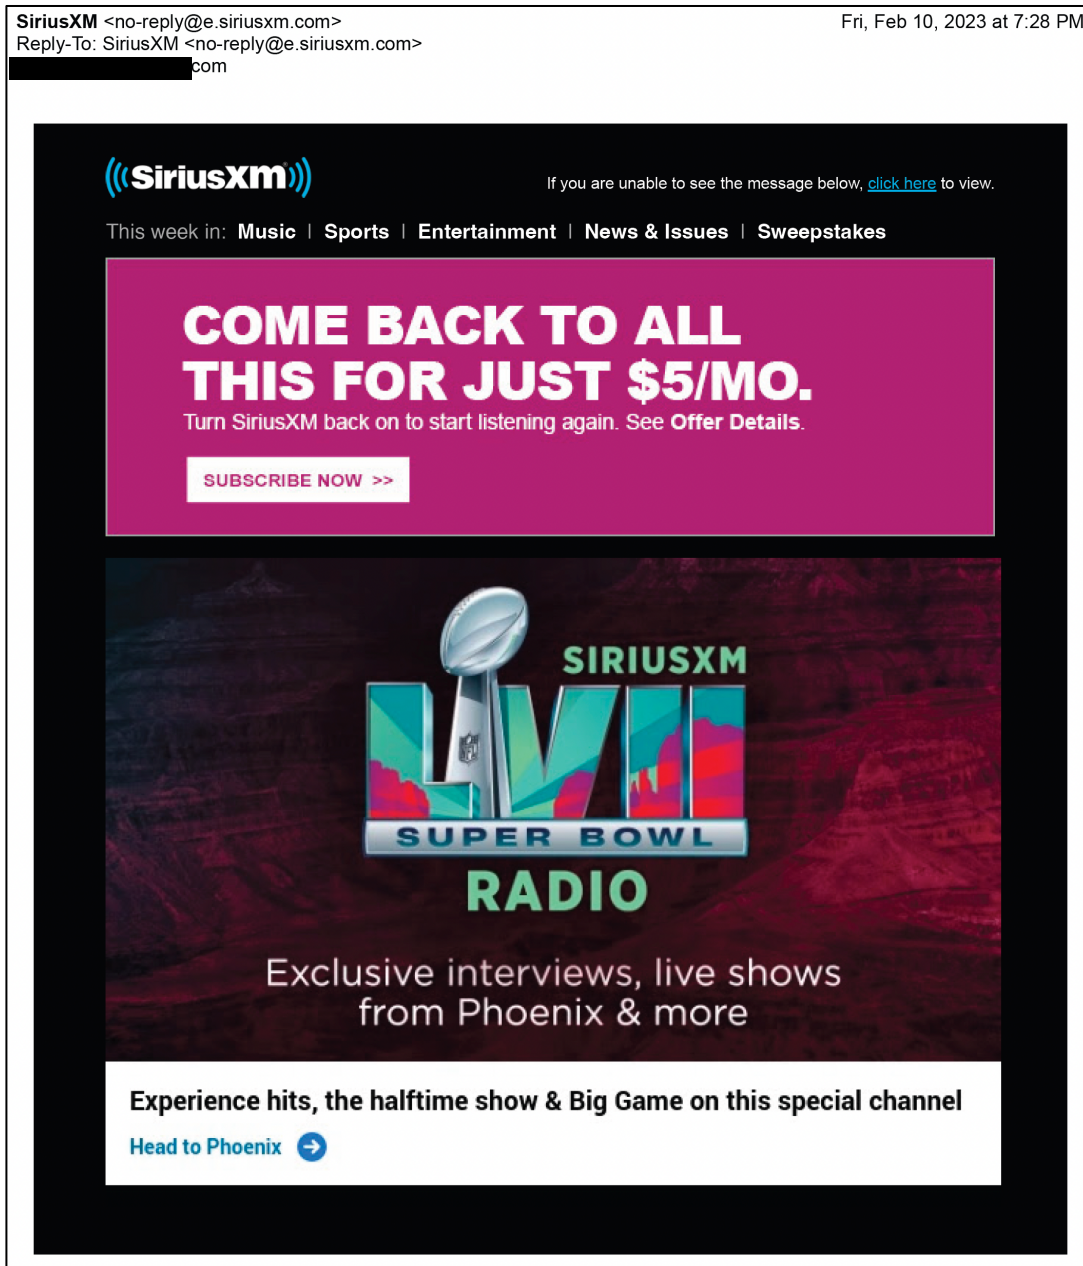 SiriusXM <no-reply@e.siriusxm.com> Fri, Feb 10, 2023 at 7:28 PM
Reply-To: SiriusXM <no-reply@e.siriusxm.com>
com
SiriusXM If you are unable to see the message below, click here to view.
This week in: Music | Sports | Entertainment | News & Issues | Sweepstakes
COME BACK TO ALL
THIS FOR JUST $5/MO.
Turn SiriusXM back on to start listening again. See Offer Details.
SUBSCRIBE NOW >>
SIRIUSXM
LVII
NFL
SUPER BOWL
RADIO
Exclusive interviews, live shows
from Phoenix & more
Experience hits, the halftime show & Big Game on this special channel
Head to Phoenix